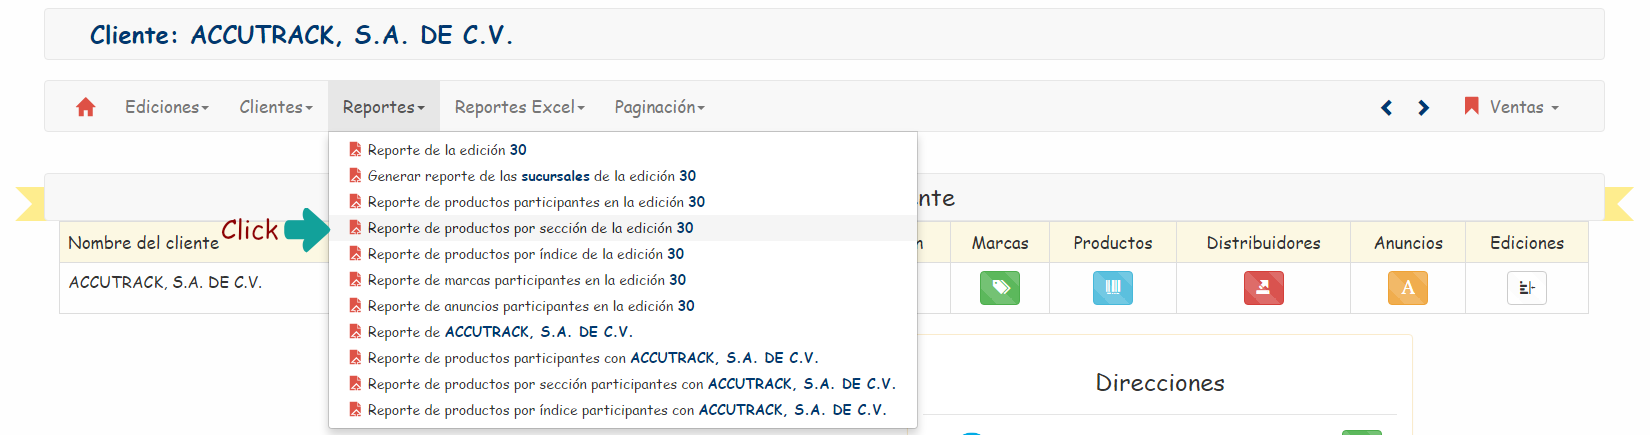 Cliente: ACCUTRACK, S.A. DE C.V.
Ediciones Clientes Reportes Reportes Excel Paginación Ventas
Reporte de la edición 30
Generar reporte de las sucursales de la edición 30
Reporte de productos participantes en la edición 30
Reporte de productos por sección de la edición 30
Reporte de productos por índice de la edición 30
Reporte de marcas participantes en la edición 30
Reporte de anuncios participantes en la edición 30
Reporte de ACCUTRACK, S.A. DE C.V.
Reporte de productos participantes con ACCUTRACK, S.A. DE C.V.
Reporte de productos por sección participantes con ACCUTRACK, S.A. DE C.V.
Reporte de productos por índice participantes con ACCUTRACK, S.A. DE C.V.
Click
nte
Nombre del cliente n Marcas Productos Distribuidores Anuncios Ediciones
ACCUTRACK, S.A. DE C.V. A
Direcciones